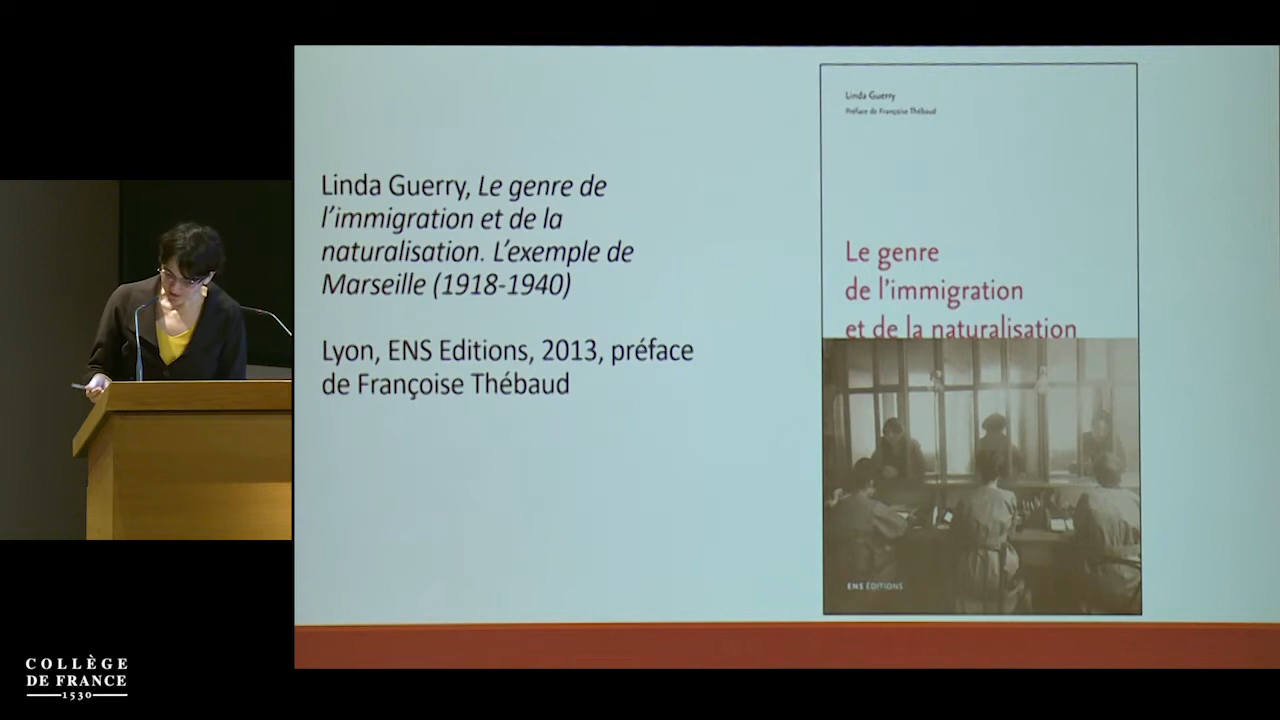 Linda Guerry, Le genre de
l'immigration et de la
naturalisation. L'exemple de
Marseille (1918-1940)
Lyon, ENS Editions, 2013, préface
de Françoise Thébaud
Linda Guerry
Préface de Françoise Thébaud
Le genre
de l'immigration
et de la naturalisation
ENS ÉDITIONS
COLLÈGE
DE FRANCE
1530